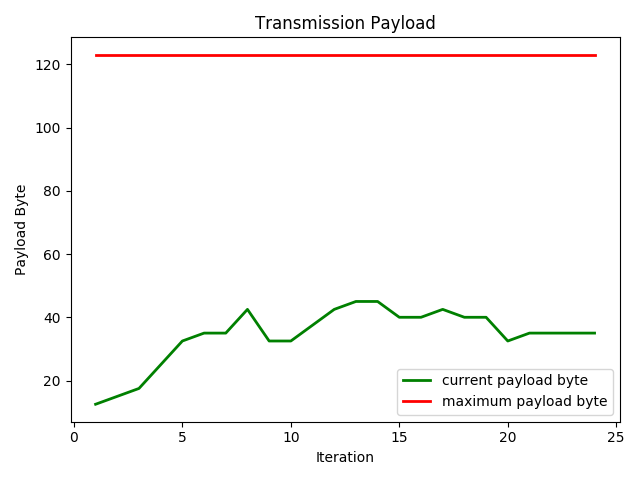 Transmission Payload
120
100
80
60
40
20
Payload Byte
current payload byte
maximum payload byte
0 5 10 15 20 25
Iteration